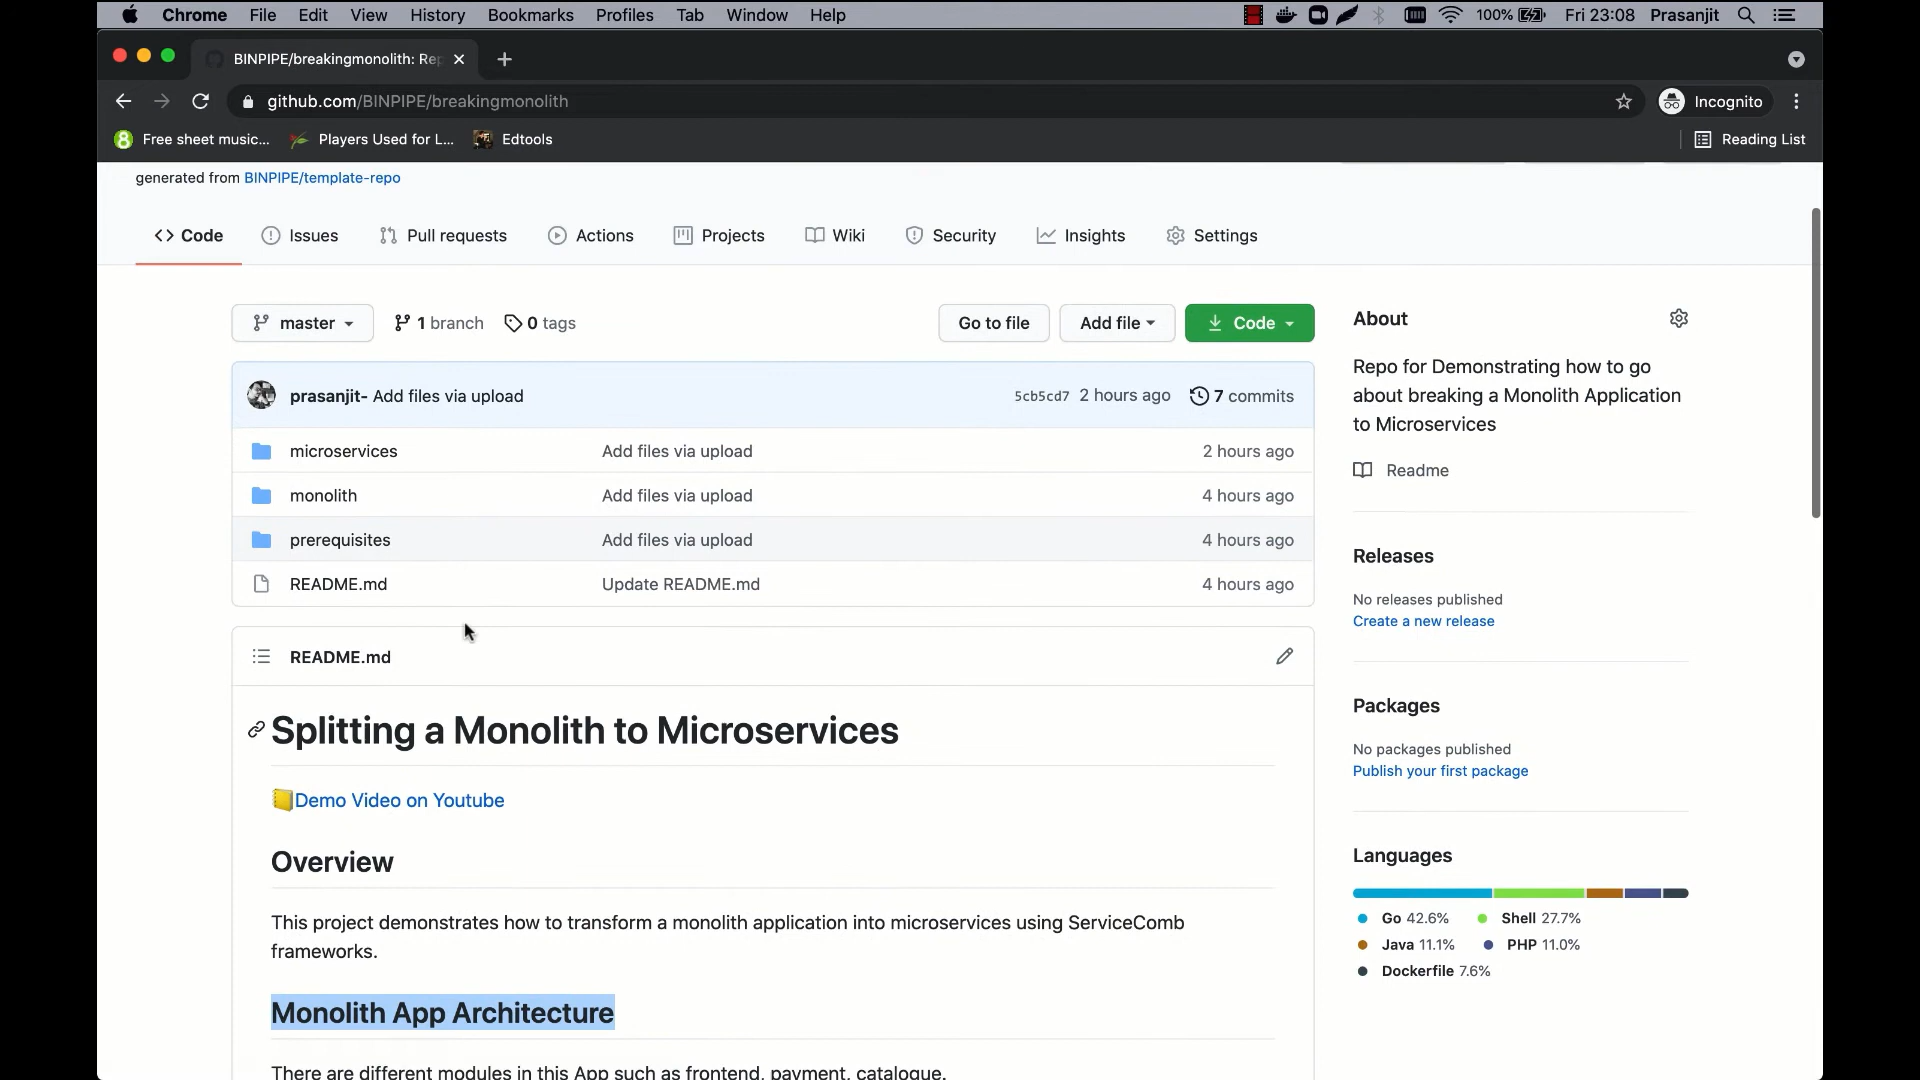 Chrome File Edit View History Bookmarks Profiles Tab Window Help 100% Fri 23:08 Prasanjit
BINPIPE/breakingmonolith: Rep
github.com/BINPIPE/breakingmonolith Incognito
Free sheet music... Players Used for L... Edtools Reading List
generated from BINPIPE/template-repo
Code Issues Pull requests Actions Projects Wiki Security Insights Settings
master 1 branch 0 tags Go to file Add file Code
prasanjit- Add files via upload 5cb5cd7 2 hours ago 7 commits
microservices Add files via upload 2 hours ago
monolith Add files via upload 4 hours ago
prerequisites Add files via upload 4 hours ago
README.md Update README.md 4 hours ago
README.md
Splitting a Monolith to Microservices
Demo Video on Youtube
Overview
This project demonstrates how to transform a monolith application into microservices using ServiceComb
frameworks.
Monolith App Architecture
There are different modules in this App such as frontend, payment, catalogue.
About
Repo for Demonstrating how to go
about breaking a Monolith Application
to Microservices
Readme
Releases
No releases published
Create a new release
Packages
No packages published
Publish your first package
Languages
Go 42.6% Shell 27.7%
Java 11.1% PHP 11.0%
Dockerfile 7.6%